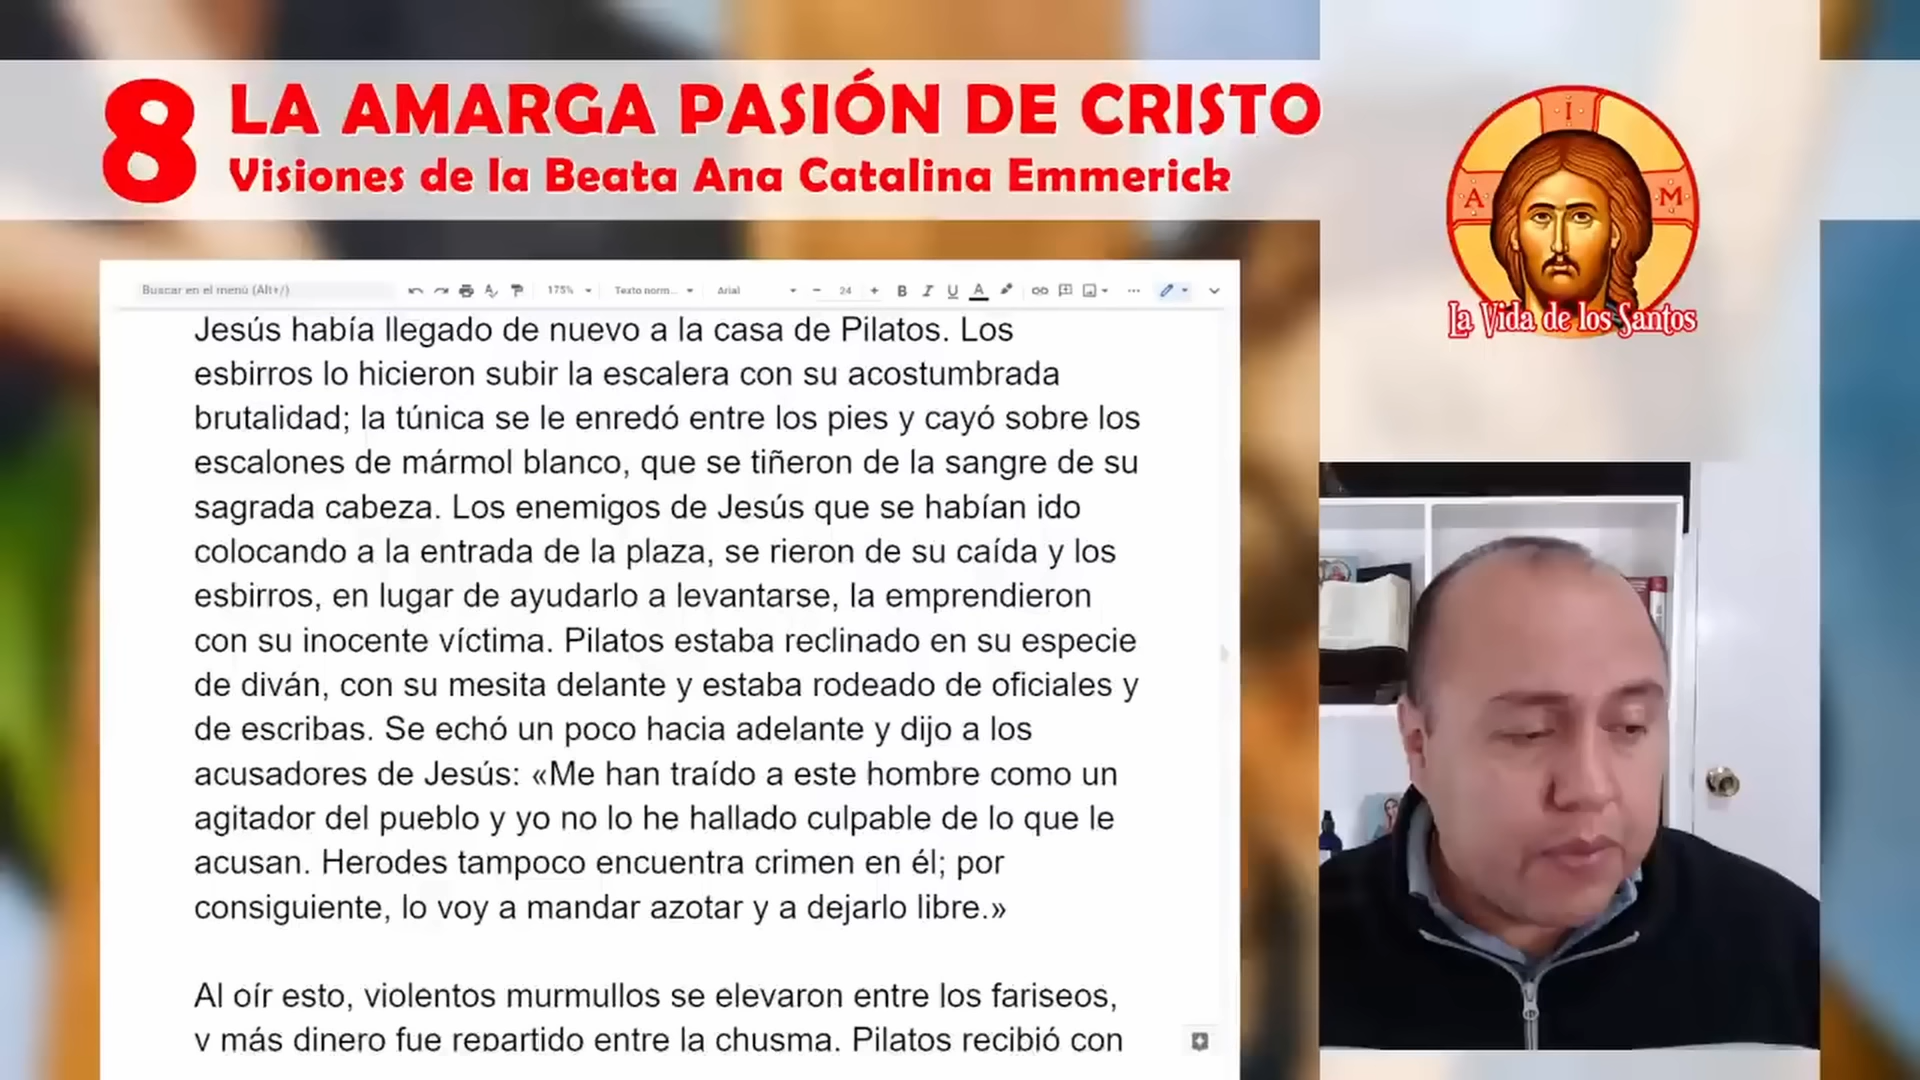 8
LA AMARGA PASIÓN DE CRISTO
Visiones de la Beata Ana Catalina Emmerick
I
A M
La Vida de los Santos
Buscar en el menú (Alt+/)
175% Texto norm... Arial − 24 + B I U A
Jesús había llegado de nuevo a la casa de Pilatos. Los
esbirros lo hicieron subir la escalera con su acostumbrada
brutalidad; la túnica se le enredó entre los pies y cayó sobre los
escalones de mármol blanco, que se tiñeron de la sangre de su
sagrada cabeza. Los enemigos de Jesús que se habían ido
colocando a la entrada de la plaza, se rieron de su caída y los
esbirros, en lugar de ayudarlo a levantarse, la emprendieron
con su inocente víctima. Pilatos estaba reclinado en su especie
de diván, con su mesita delante y estaba rodeado de oficiales y
de escribas. Se echó un poco hacia adelante y dijo a los
acusadores de Jesús: «Me han traído a este hombre como un
agitador del pueblo y yo no lo he hallado culpable de lo que le
acusan. Herodes tampoco encuentra crimen en él; por
consiguiente, lo voy a mandar azotar y a dejarlo libre.»
Al oír esto, violentos murmullos se elevaron entre los fariseos,
y más dinero fue repartido entre la chusma. Pilatos recibió con